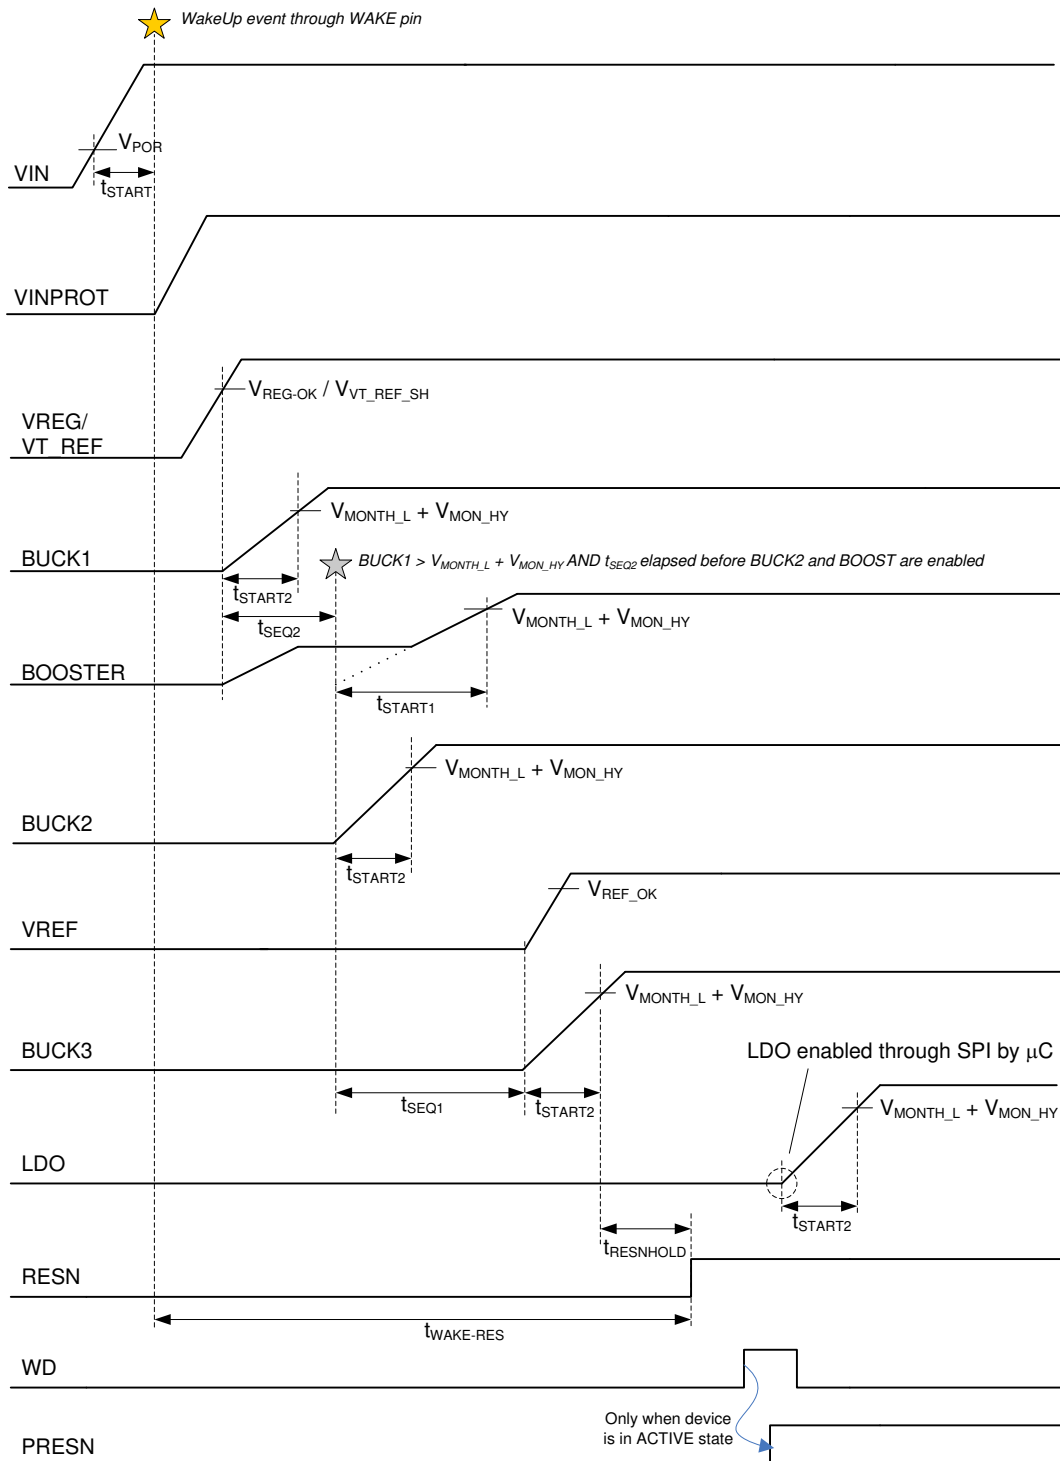 WakeUp event through WAKE pin
VPOR
VIN
tSTART
VINPROT
VREG-OK / VVT_REF_SH
VREG/
VT_REF
VMONTH_L + VMON_HY
BUCK1
BUCK1 > VMONTH_L + VMON_HY AND tSEQ2 elapsed before BUCK2 and BOOST are enabled
tSTART2
VMONTH_L + VMON_HY
tSEQ2
BOOSTER
tSTART1
VMONTH_L + VMON_HY
BUCK2
tSTART2
VREF_OK
VREF
VMONTH_L + VMON_HY
BUCK3
LDO enabled through SPI by μC
tSEQ1
tSTART2
VMONTH_L + VMON_HY
LDO
tSTART2
tRESNHOLD
RESN
tWAKE-RES
WD
Only when device
is in ACTIVE state
PRESN